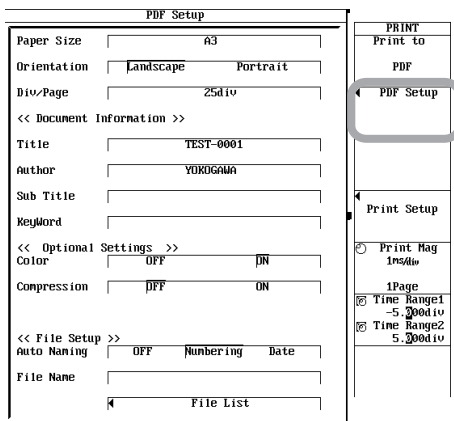 PDF Setup
Paper Size A3
Orientation Landscape Portrait
Div/Page 25div
<< Document Information >>
Title TEST-0001
Author YOKOGAWA
Sub Title
KeyWord
<< Optional Settings >>
Color OFF ON
Compression OFF ON
<< File Setup >>
Auto Naming OFF Numbering Date
File Name
File List
PRINT
Print to
PDF
PDF Setup
Print Setup
Print Mag
1ms/div
1Page
Time Range1
-5.000div
Time Range2
5.000div